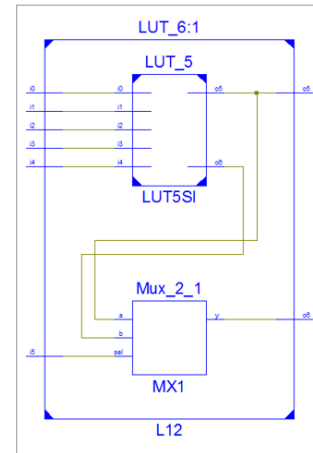 LUT_6:1
LUT_5
i0 i0 o5 o5
i1 i1
i2 i2
i3 i3
i4 i4 o6
LUT5SI
Mux_2_1
a y o6
b
i5 sel
MX1
L12